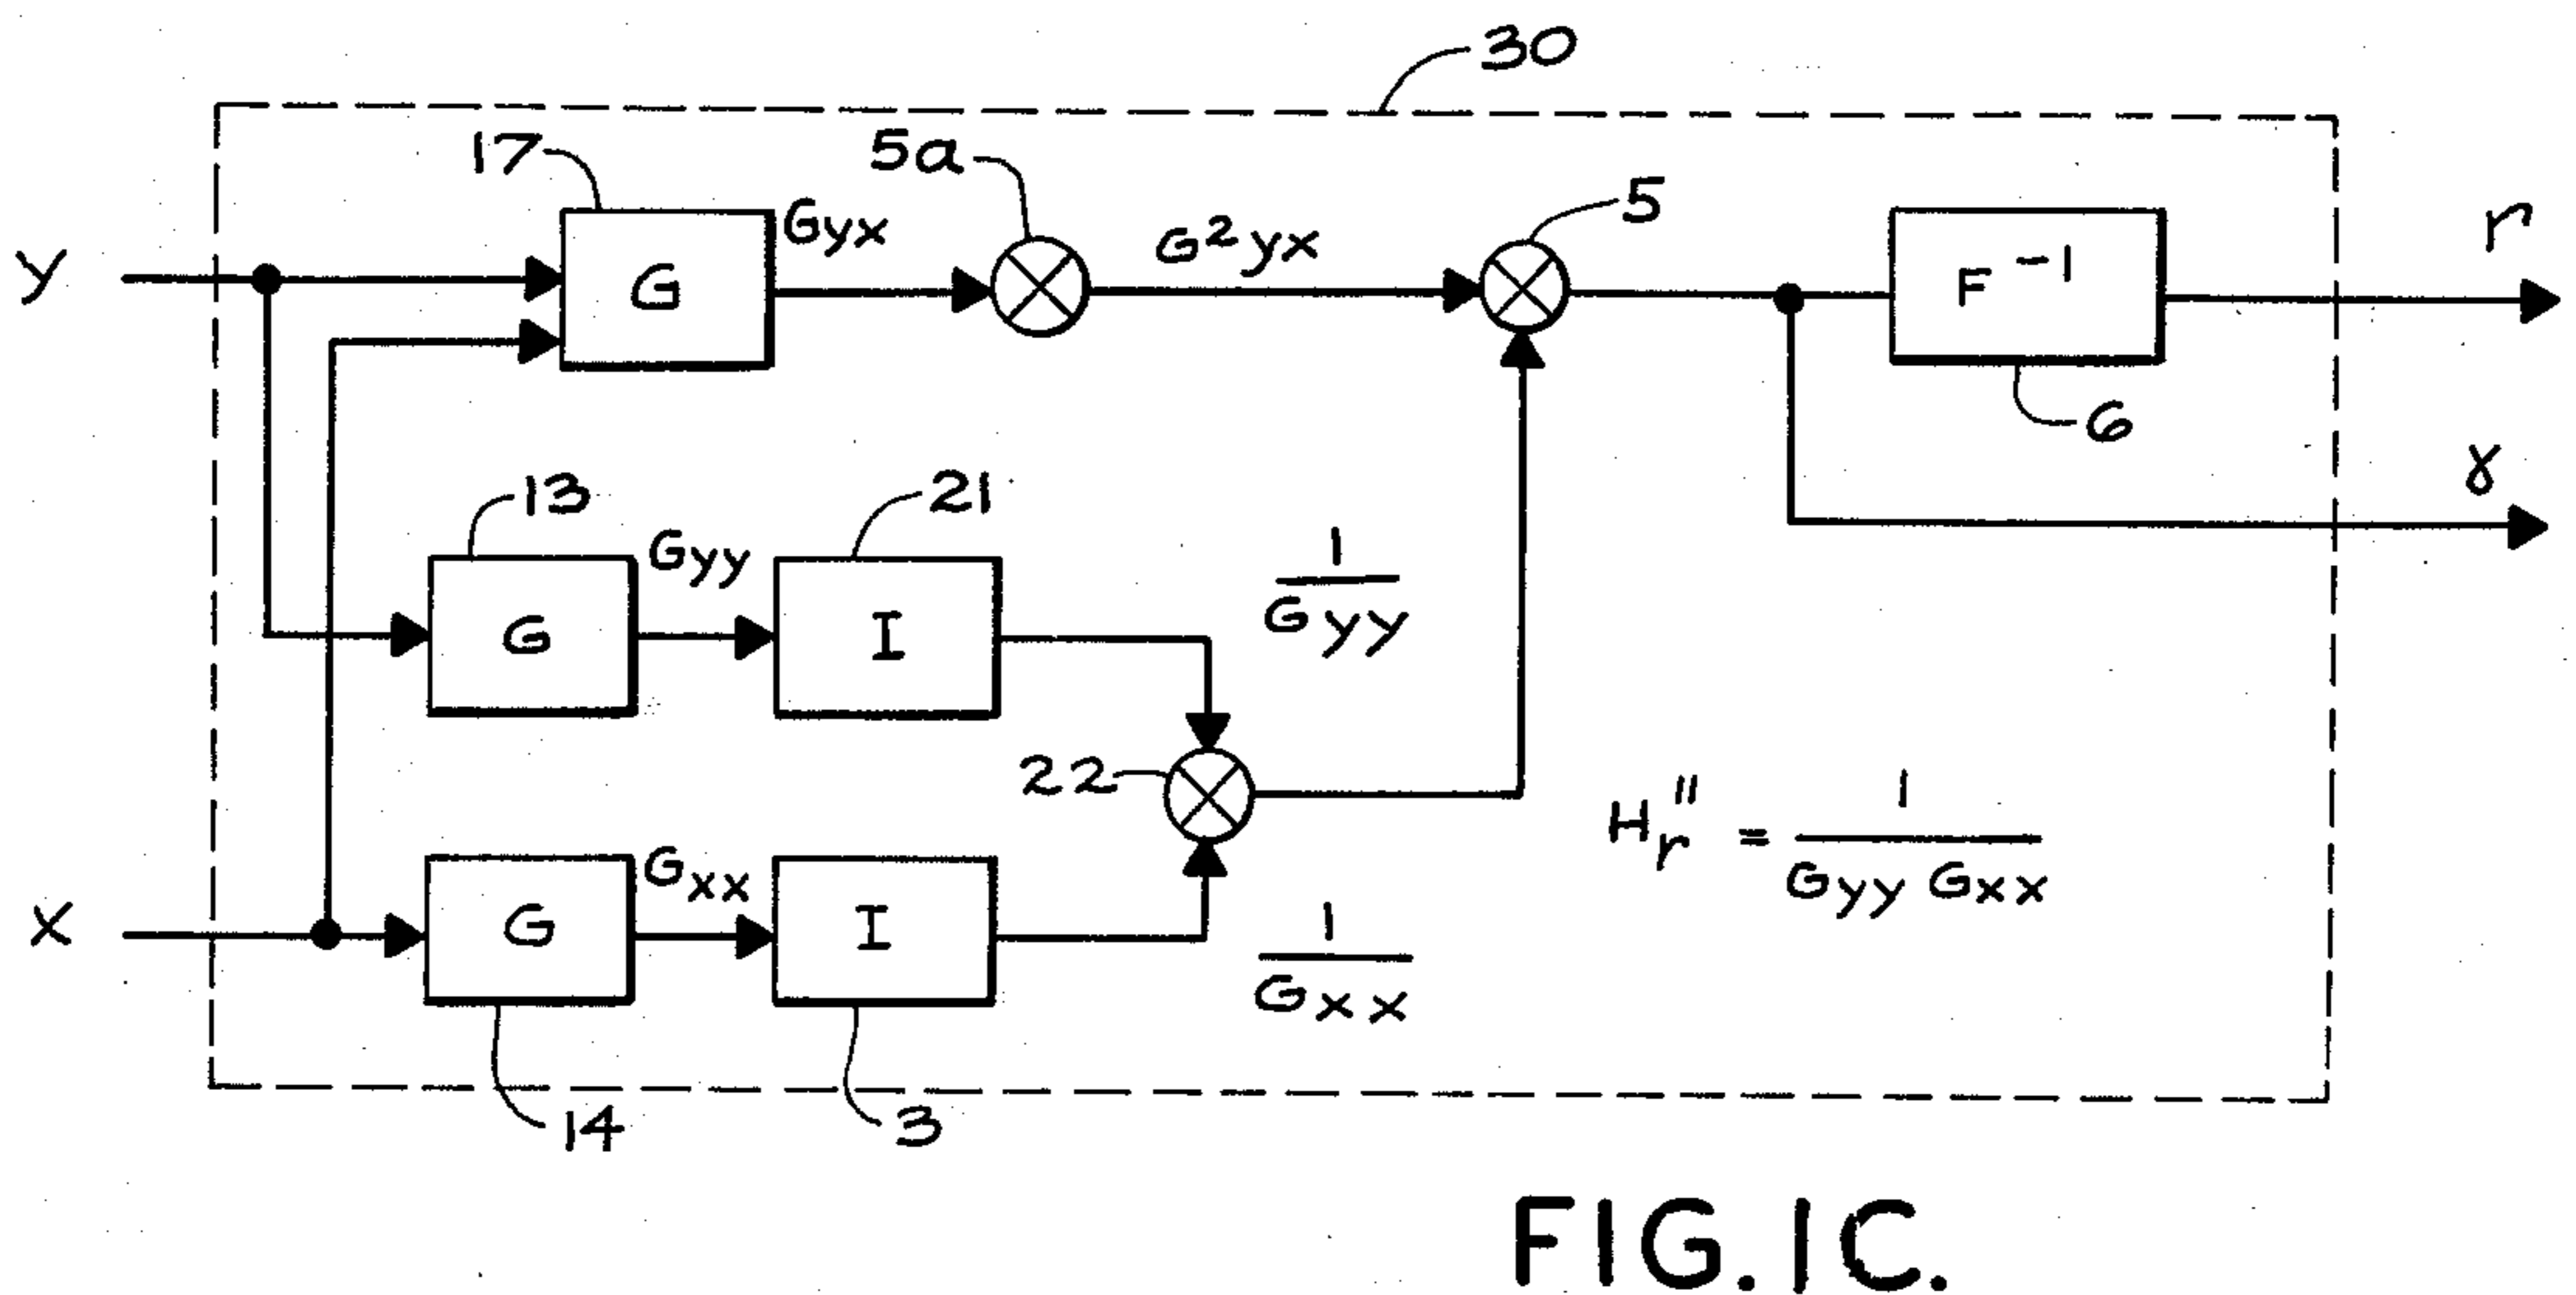 30
17
5a
5
y
G
Gyx
G²yx
F⁻¹
r
6
γ
13
21
Gyy
G
I
1
Gyy
22
Hr'' = 1
Gyy Gxx
x
G
Gxx
I
1
Gxx
14
3
FIG. 1C.